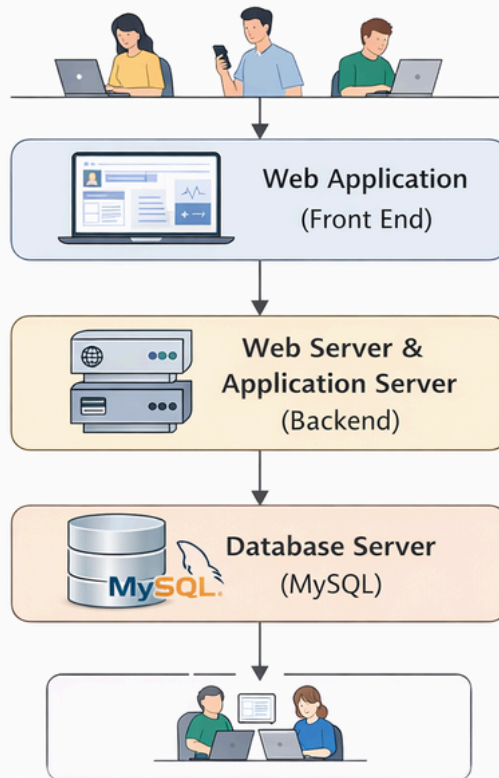 Web Application
(Front End)
Web Server &
Application Server
(Backend)
Database Server
MySQL
(MySQL)